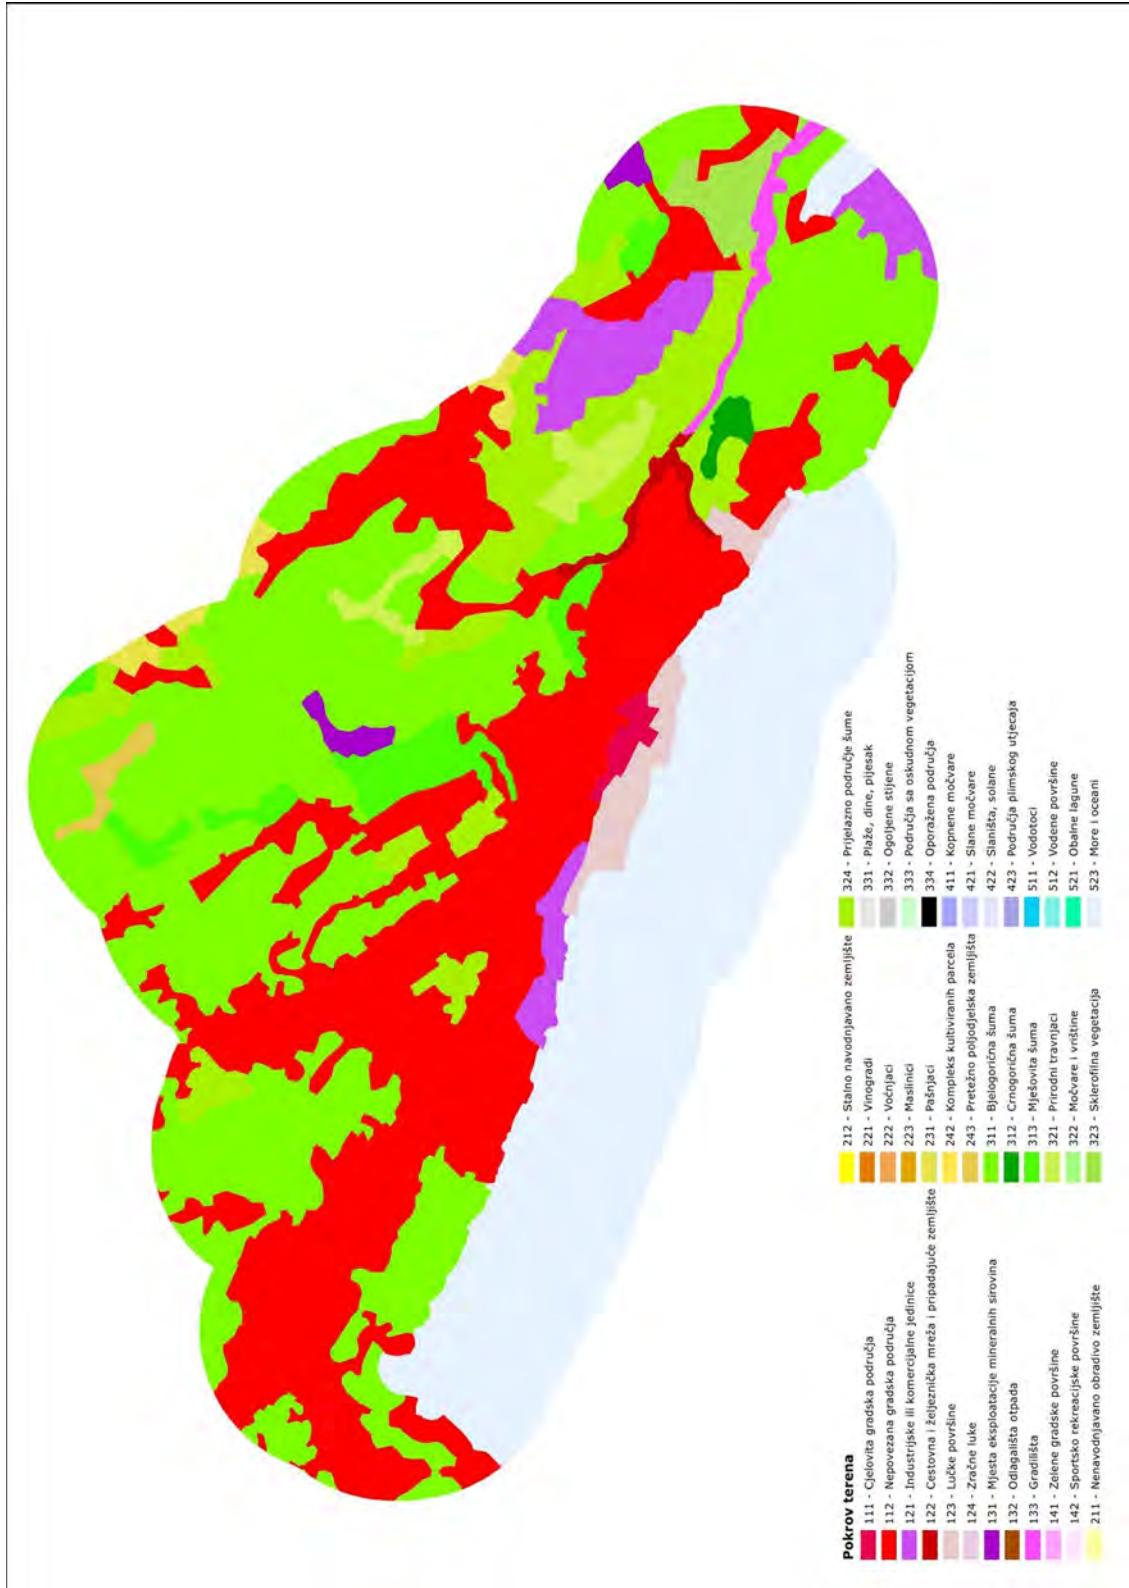 Pokrov terena
111 - Cjelovita gradska područja
112 - Nepovezana gradska područja
121 - Industrijske ili komercijalne jedinice
122 - Cestovna i željeznička mreža i pripadajuće zemljište
123 - Lučke površine
124 - Zračne luke
131 - Mjesta eksploatacije mineralnih sirovina
132 - Odlagališta otpada
133 - Gradilišta
141 - Zelene gradske površine
142 - Sportsko rekreacijske površine
211 - Nenavodnjavano obradivo zemljište
212 - Stalno navodnjavano zemljište
221 - Vinogradi
222 - Voćnjaci
223 - Maslinici
231 - Pašnjaci
242 - Kompleks kultiviranih parcela
243 - Pretežno poljodjelska zemljišta
311 - Bjelogorična šuma
312 - Crnogorična šuma
313 - Mješovita šuma
321 - Prirodni travnjaci
322 - Močvare i vrištine
323 - Sklerofilna vegetacija
324 - Prijelazno područje šume
331 - Plaže, dine, pijesak
332 - Ogoljene stijene
333 - Područja sa oskudnom vegetacijom
334 - Oporažena područja
411 - Kopnene močvare
421 - Slane močvare
422 - Slaništa, solane
423 - Područja plimskog utjecaja
511 - Vodotoci
512 - Vodene površine
521 - Obalne lagune
523 - More i oceani